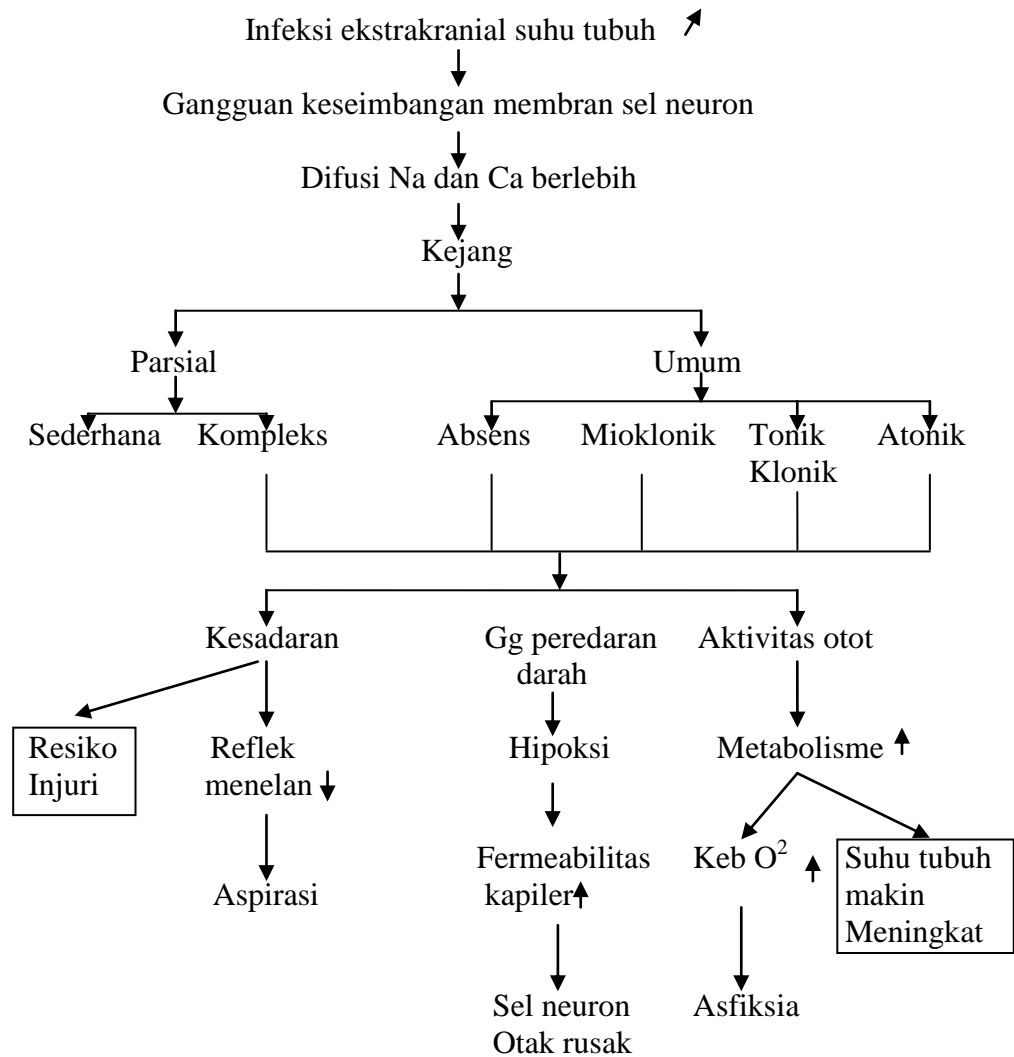 Infeksi ekstrakranial suhu tubuh
Gangguan keseimbangan membran sel neuron
Difusi Na dan Ca berlebih
Kejang
Parsial
Umum
Sederhana
Kompleks
Absens
Mioklonik
Tonik
Klonik
Atonik
Kesadaran
Gg peredaran
darah
Aktivitas otot
Resiko
Injuri
Reflek
menelan
Hipoksi
Metabolisme
Aspirasi
Fermeabilitas
kapiler
Keb O²
Suhu tubuh
makin
Meningkat
Sel neuron
Otak rusak
Asfiksia